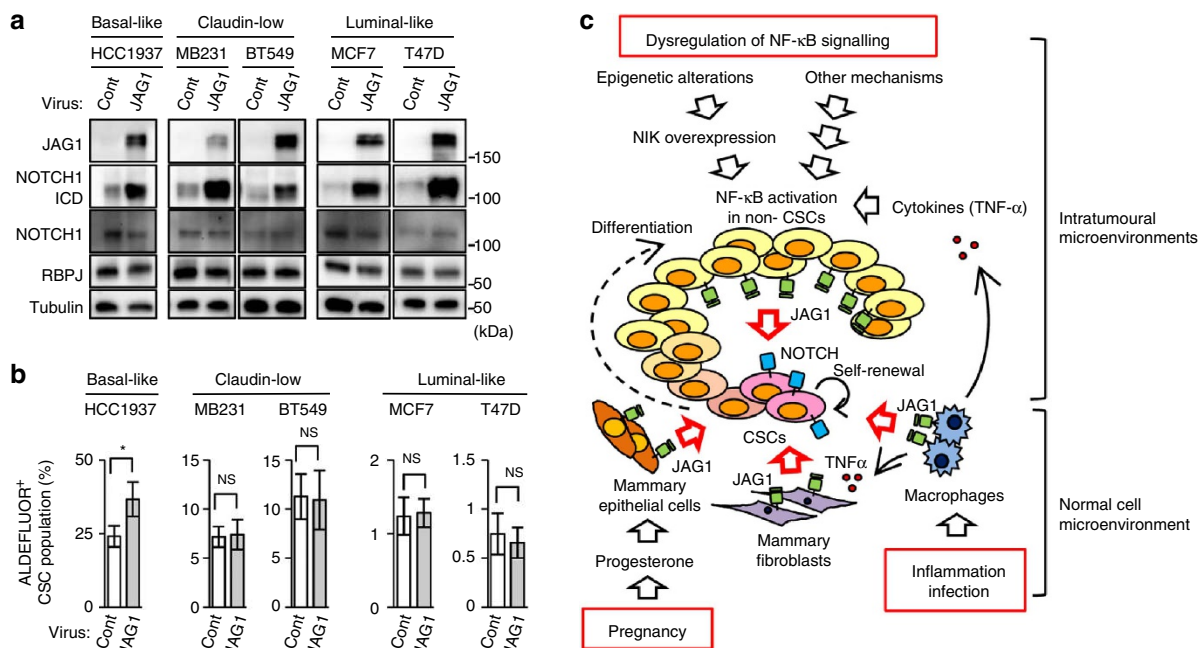 a
Basal-like Claudin-low Luminal-like
HCC1937 MB231 BT549 MCF7 T47D
Virus: Cont JAG1 Cont JAG1 Cont JAG1 Cont JAG1 Cont JAG1
JAG1
-150
NOTCH1
ICD
-100
NOTCH1
-100
RBPJ
-50
Tubulin
-50
(kDa)
b
Basal-like Claudin-low Luminal-like
HCC1937 MB231 BT549 MCF7 T47D
ALDEFLUOR+
CSC population (%)
50
25
0
*
15
10
5
0
NS
15
10
5
0
NS
2
1
0
NS
1.5
1
0.5
0
NS
Virus: Cont JAG1 Cont JAG1 Cont JAG1 Cont JAG1 Cont JAG1
c
Dysregulation of NF-κB signalling
Epigenetic alterations
Other mechanisms
NIK overexpression
NF-κB activation
in non- CSCs
Cytokines (TNF-α)
Differentiation
JAG1
NOTCH
Self-renewal
CSCs
JAG1
JAG1
JAG1
TNFα
Mammary
epithelial cells
Mammary
fibroblasts
Macrophages
Progesterone
Pregnancy
Inflammation
infection
Intratumoural
microenvironments
Normal cell
microenvironment